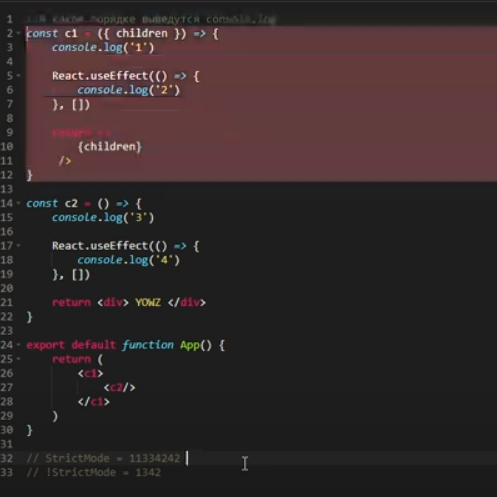 1 порядке выведутся console.log
2 const c1 = ({ children }) => {
3 console.log('1')
4
5 React.useEffect(() => {
6 console.log('2')
7 }, [])
8
9 return <>
10 {children}
11 />
12 }
13
14 const c2 = () => {
15 console.log('3')
16
17 React.useEffect(() => {
18 console.log('4')
19 }, [])
20
21 return <div> YOWZ </div>
22 }
23
24 export default function App() {
25 return (
26 <c1>
27 <c2/>
28 </c1>
29 )
30 }
31
32 // StrictMode = 11334242
33 // !StrictMode = 1342